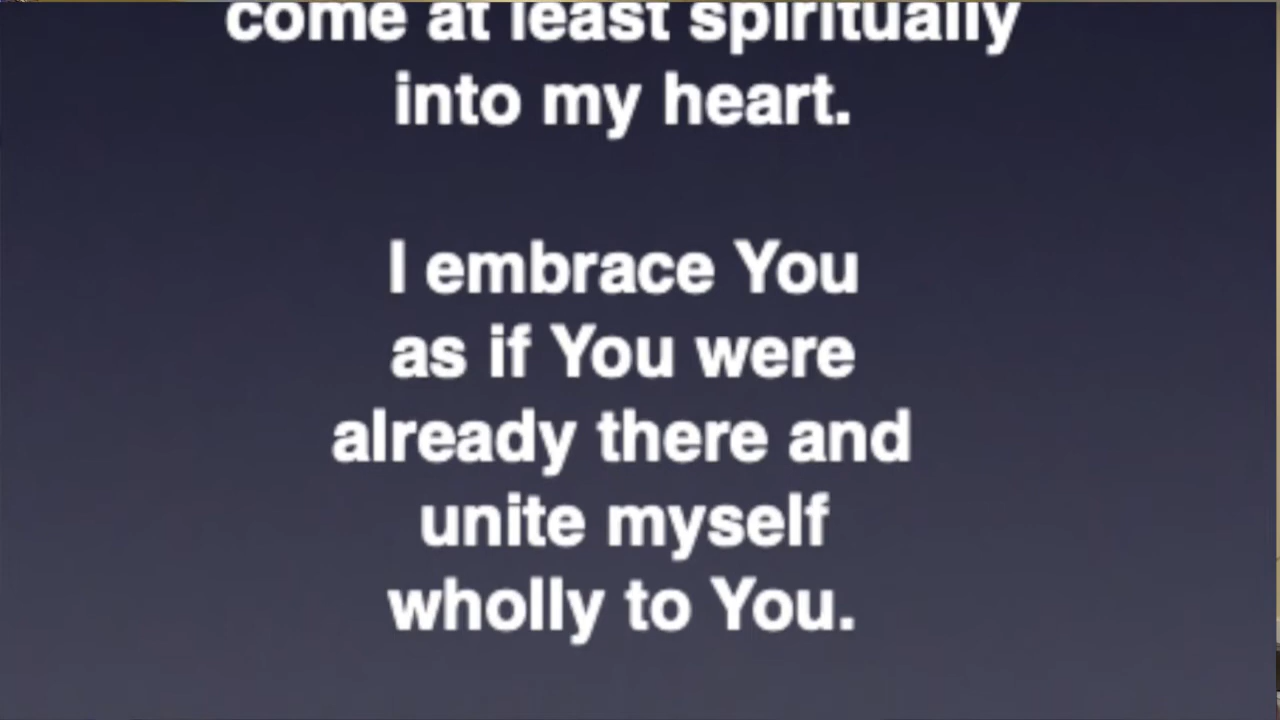 come at least spiritually
into my heart.
I embrace You
as if You were
already there and
unite myself
wholly to You.